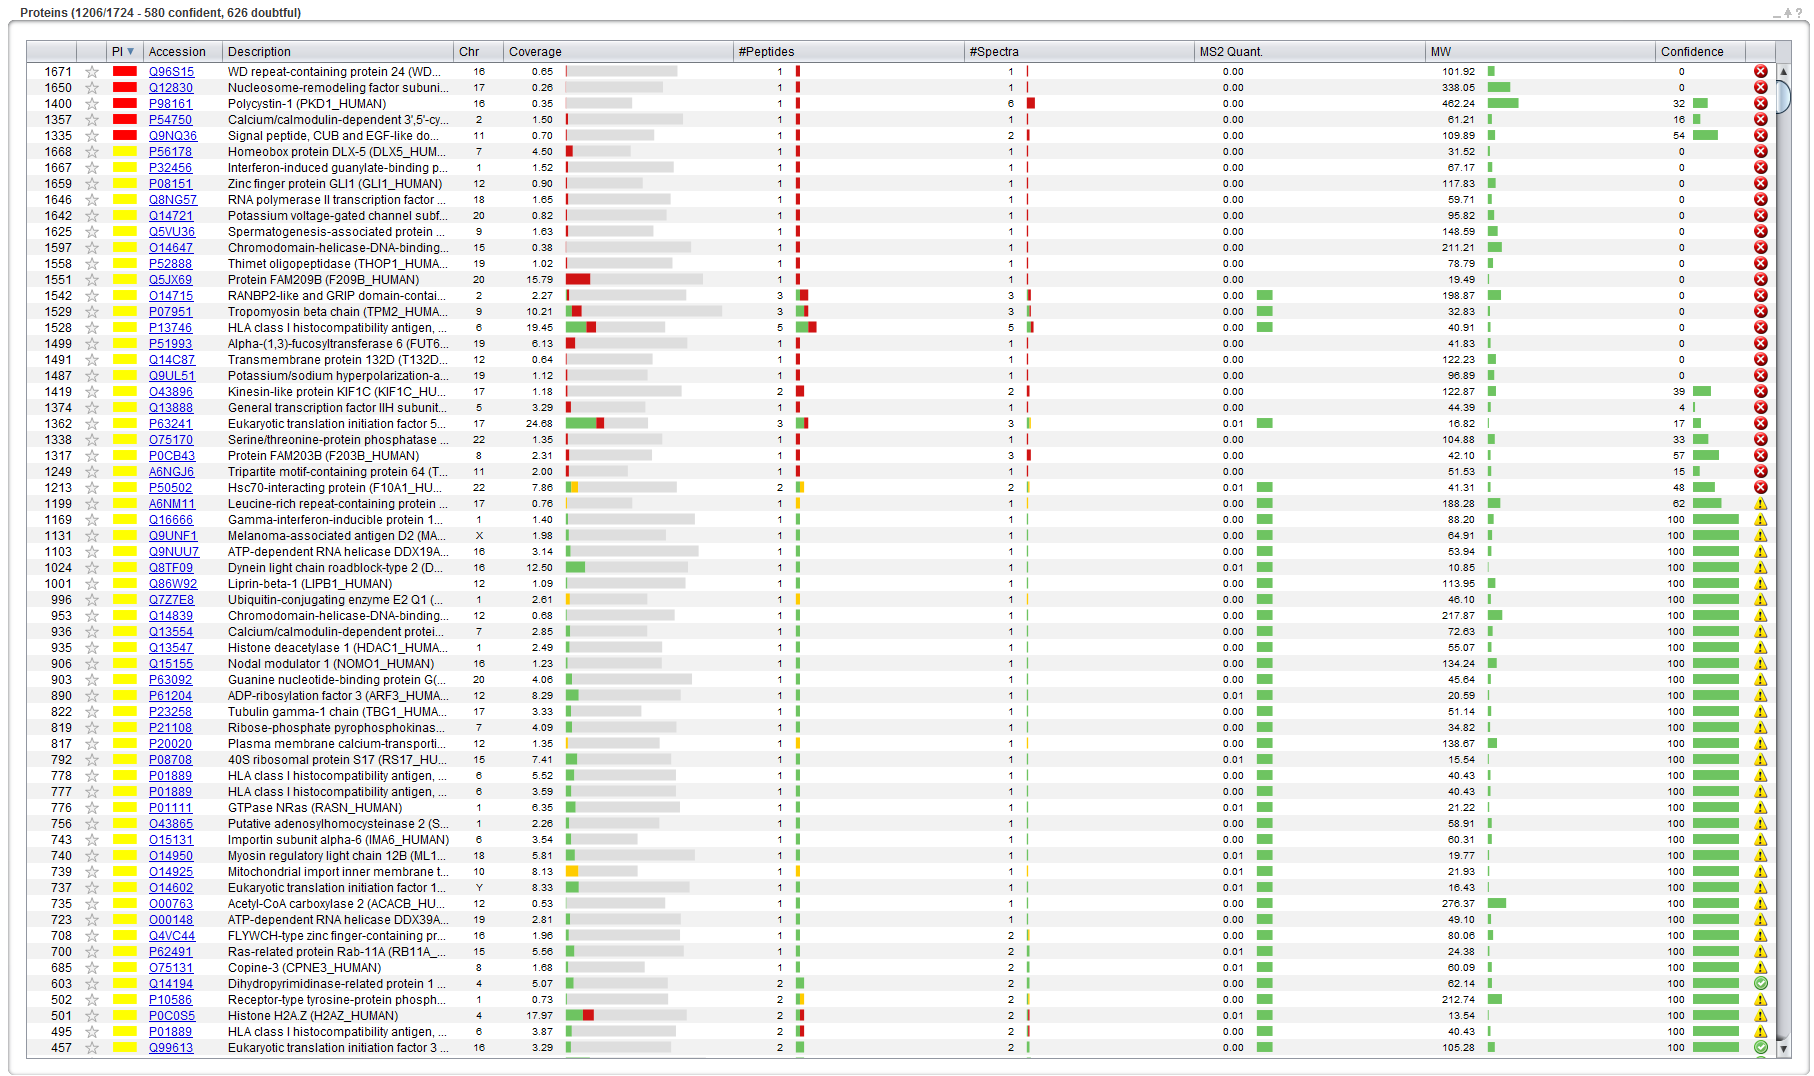 Proteins (1206/1724 - 580 confident, 626 doubtful)
PI Accession Description Chr Coverage #Peptides #Spectra MS2 Quant. MW Confidence
1671 Q96S15 WD repeat-containing protein 24 (WD... 16 0.65 1 1 0.00 101.92 0
1650 Q12830 Nucleosome-remodeling factor subuni... 17 0.26 1 1 0.00 338.05 0
1400 P98161 Polycystin-1 (PKD1_HUMAN) 16 0.35 1 6 0.00 462.24 32
1357 P54750 Calcium/calmodulin-dependent 3',5'-cy... 2 1.50 1 1 0.00 61.21 16
1335 Q9NQ36 Signal peptide, CUB and EGF-like do... 11 0.70 1 2 0.00 109.89 54
1668 P56178 Homeobox protein DLX-5 (DLX5_HUM... 7 4.50 1 1 0.00 31.52 0
1667 P32456 Interferon-induced guanylate-binding p... 1 1.52 1 1 0.00 67.17 0
1659 P08151 Zinc finger protein GLI1 (GLI1_HUMAN) 12 0.90 1 1 0.00 117.83 0
1646 Q8NG57 RNA polymerase II transcription factor ... 18 1.65 1 1 0.00 59.71 0
1642 Q14721 Potassium voltage-gated channel subf... 20 0.82 1 1 0.00 95.82 0
1625 Q5VU36 Spermatogenesis-associated protein ... 9 1.63 1 1 0.00 148.59 0
1597 O14647 Chromodomain-helicase-DNA-binding... 15 0.38 1 1 0.00 211.21 0
1558 P52888 Thimet oligopeptidase (THOP1_HUMA... 19 1.02 1 1 0.00 78.79 0
1551 Q5JX69 Protein FAM209B (F209B_HUMAN) 20 15.79 1 1 0.00 19.49 0
1542 O14715 RANBP2-like and GRIP domain-contai... 2 2.27 3 3 0.00 198.87 0
1529 P07951 Tropomyosin beta chain (TPM2_HUMA... 9 10.21 3 3 0.00 32.83 0
1528 P13746 HLA class I histocompatibility antigen, ... 6 19.45 5 5 0.00 40.91 0
1499 P51993 Alpha-(1,3)-fucosyltransferase 6 (FUT6... 19 6.13 1 1 0.00 41.83 0
1491 Q14C87 Transmembrane protein 132D (T132D... 12 0.64 1 1 0.00 122.23 0
1487 Q9UL51 Potassium/sodium hyperpolarization-a... 19 1.12 1 1 0.00 96.89 0
1419 O43896 Kinesin-like protein KIF1C (KIF1C_HU... 17 1.18 2 2 0.00 122.87 39
1374 Q13888 General transcription factor IIH subunit... 5 3.29 1 1 0.00 44.39 4
1362 P63241 Eukaryotic translation initiation factor 5... 17 24.68 3 3 0.01 16.82 17
1338 O75170 Serine/threonine-protein phosphatase ... 22 1.35 1 1 0.00 104.88 33
1317 P0CB43 Protein FAM203B (F203B_HUMAN) 8 2.31 1 3 0.00 42.10 57
1249 A6NGJ6 Tripartite motif-containing protein 64 (T... 11 2.00 1 1 0.00 51.53 15
1213 P50502 Hsc70-interacting protein (F10A1_HU... 22 7.86 2 2 0.01 41.31 48
1199 A6NM11 Leucine-rich repeat-containing protein ... 17 0.76 1 1 0.00 188.28 62
1169 Q16666 Gamma-interferon-inducible protein 1... 1 1.40 1 1 0.00 88.20 100
1131 Q9UNF1 Melanoma-associated antigen D2 (MA... X 1.98 1 1 0.00 64.91 100
1103 Q9NUU7 ATP-dependent RNA helicase DDX19A... 16 3.14 1 1 0.00 53.94 100
1024 Q8TF09 Dynein light chain roadblock-type 2 (D... 16 12.50 1 1 0.00 10.85 100
1001 Q86W92 Liprin-beta-1 (LIPB1_HUMAN) 12 1.09 1 1 0.00 113.95 100
996 Q7Z7E8 Ubiquitin-conjugating enzyme E2 Q1 (... 1 2.61 1 1 0.00 46.10 100
953 Q14839 Chromodomain-helicase-DNA-binding... 12 0.68 1 1 0.00 217.87 100
936 Q13554 Calcium/calmodulin-dependent protei... 7 2.85 1 1 0.00 72.63 100
935 Q13547 Histone deacetylase 1 (HDAC1_HUMA... 1 2.49 1 1 0.00 55.07 100
906 Q15155 Nodal modulator 1 (NOMO1_HUMAN) 16 1.23 1 1 0.00 134.24 100
903 P63092 Guanine nucleotide-binding protein G(... 20 4.06 1 1 0.00 45.64 100
890 P61204 ADP-ribosylation factor 3 (ARF3_HUMA... 12 8.29 1 1 0.01 20.59 100
822 P23258 Tubulin gamma-1 chain (TBG1_HUMA... 17 3.33 1 1 0.00 51.14 100
819 P21108 Ribose-phosphate pyrophosphokinas... 7 4.09 1 1 0.00 34.82 100
817 P20020 Plasma membrane calcium-transporti... 12 1.35 1 1 0.00 138.67 100
792 P08708 40S ribosomal protein S17 (RS17_HU... 15 7.41 1 1 0.01 15.54 100
778 P01889 HLA class I histocompatibility antigen, ... 6 5.52 1 1 0.00 40.43 100
777 P01889 HLA class I histocompatibility antigen, ... 6 3.59 1 1 0.00 40.43 100
776 P01111 GTPase NRas (RASN_HUMAN) 1 6.35 1 1 0.01 21.22 100
756 O43865 Putative adenosylhomocysteinase 2 (S... 1 2.26 1 1 0.00 58.91 100
743 O15131 Importin subunit alpha-6 (IMA6_HUMAN) 6 3.54 1 1 0.00 60.31 100
740 O14950 Myosin regulatory light chain 12B (ML1... 18 5.81 1 1 0.01 19.77 100
739 O14925 Mitochondrial import inner membrane t... 10 8.13 1 1 0.01 21.93 100
737 O14602 Eukaryotic translation initiation factor 1... Y 8.33 1 1 0.01 16.43 100
735 O00763 Acetyl-CoA carboxylase 2 (ACACB_HU... 12 0.53 1 1 0.00 276.37 100
723 O00148 ATP-dependent RNA helicase DDX39A... 19 2.81 1 1 0.00 49.10 100
708 Q4VC44 FLYWCH-type zinc finger-containing pr... 16 1.96 1 2 0.00 80.06 100
700 P62491 Ras-related protein Rab-11A (RB11A_... 15 5.56 1 2 0.01 24.38 100
685 O75131 Copine-3 (CPNE3_HUMAN) 8 1.68 1 2 0.01 60.09 100
603 Q14194 Dihydropyrimidinase-related protein 1 ... 4 5.07 2 2 0.00 62.14 100
502 P10586 Receptor-type tyrosine-protein phosph... 1 0.73 2 2 0.00 212.74 100
501 P0C0S5 Histone H2A.Z (H2AZ_HUMAN) 4 17.97 2 2 0.00 13.54 100
495 P01889 HLA class I histocompatibility antigen, ... 6 3.87 2 2 0.00 40.43 100
457 Q99613 Eukaryotic translation initiation factor 3 ... 16 3.29 2 2 0.00 105.28 100